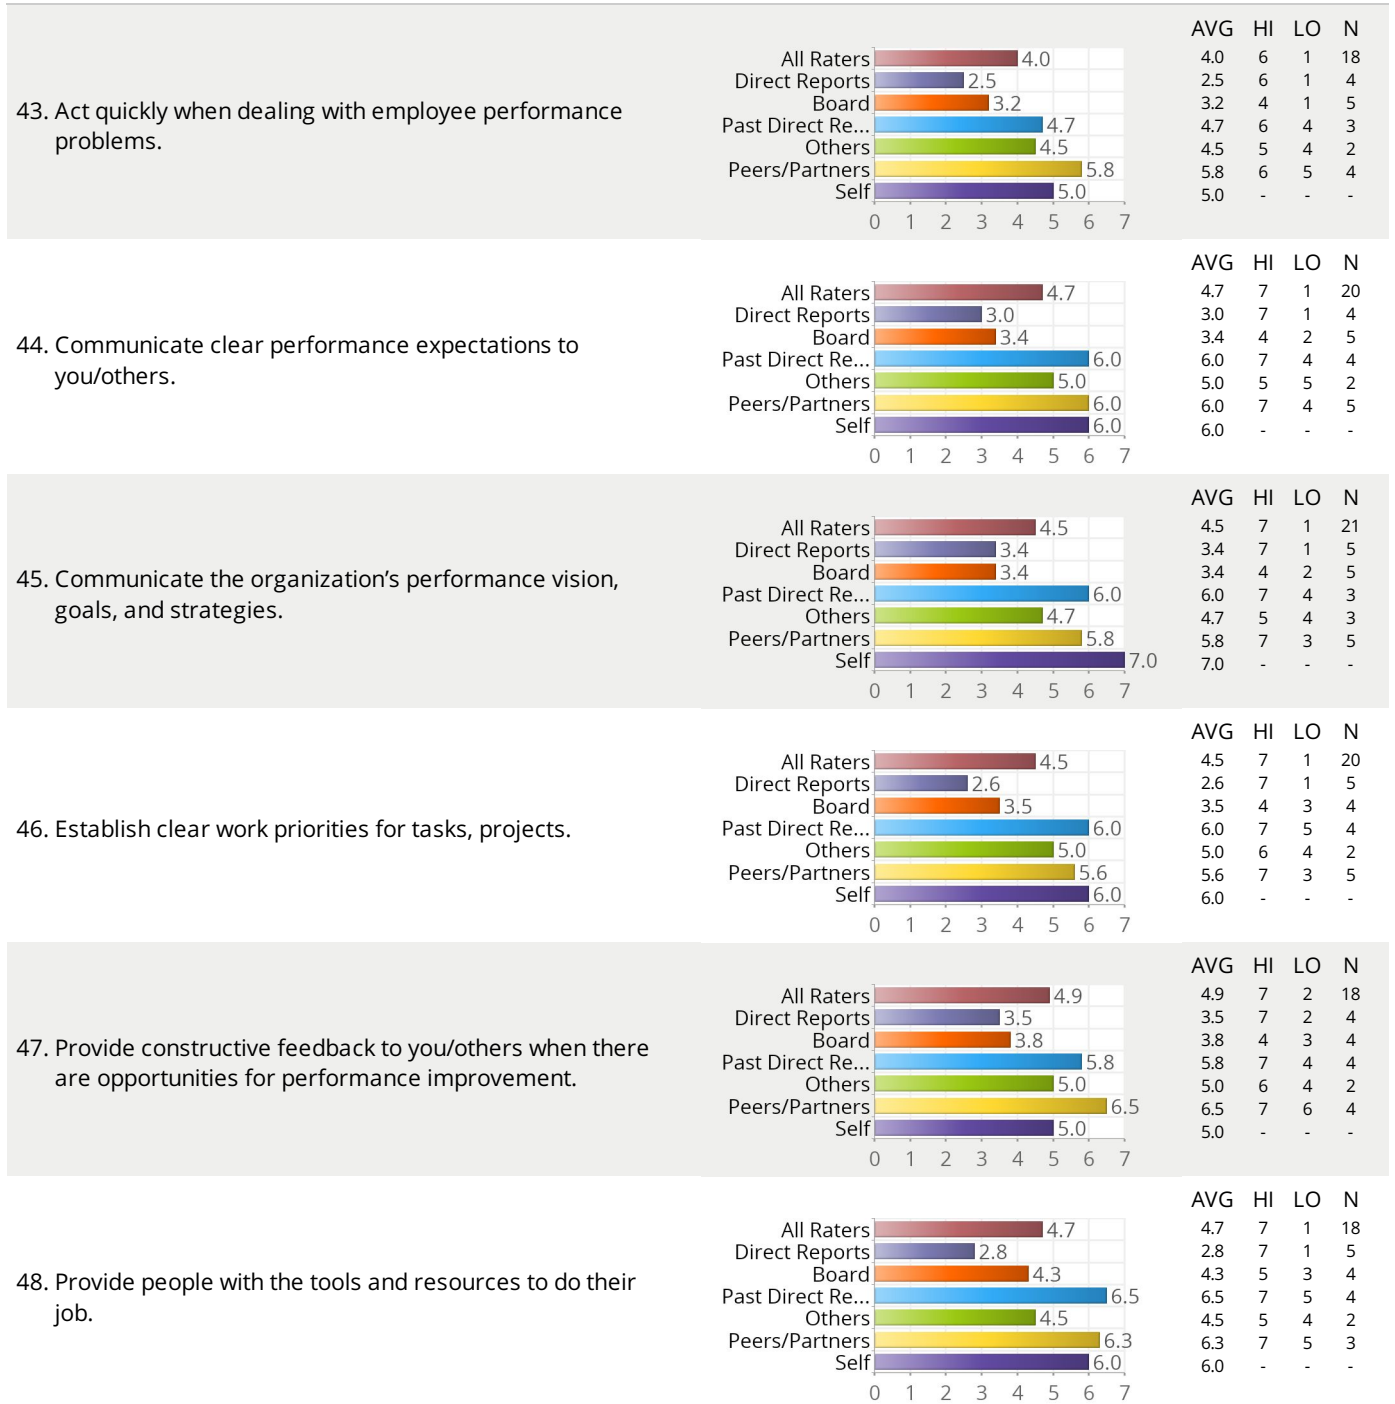 AVG HI LO N
All Raters 4.0 4.0 6 1 18
Direct Reports 2.5 2.5 6 1 4
43. Act quickly when dealing with employee performance
problems.
Board 3.2 3.2 4 1 5
Past Direct Re... 4.7 4.7 6 4 3
Others 4.5 4.5 5 4 2
Peers/Partners 5.8 5.8 6 5 4
Self 5.0 5.0 - - -
0 1 2 3 4 5 6 7
AVG HI LO N
All Raters 4.7 4.7 7 1 20
Direct Reports 3.0 3.0 7 1 4
44. Communicate clear performance expectations to
you/others.
Board 3.4 3.4 4 2 5
Past Direct Re... 6.0 6.0 7 4 4
Others 5.0 5.0 5 5 2
Peers/Partners 6.0 6.0 7 4 5
Self 6.0 6.0 - - -
0 1 2 3 4 5 6 7
AVG HI LO N
All Raters 4.5 4.5 7 1 21
Direct Reports 3.4 3.4 7 1 5
45. Communicate the organization’s performance vision,
goals, and strategies.
Board 3.4 3.4 4 2 5
Past Direct Re... 6.0 6.0 7 4 3
Others 4.7 4.7 5 4 3
Peers/Partners 5.8 5.8 7 3 5
Self 7.0 7.0 - - -
0 1 2 3 4 5 6 7
AVG HI LO N
All Raters 4.5 4.5 7 1 20
Direct Reports 2.6 2.6 7 1 5
46. Establish clear work priorities for tasks, projects.
Board 3.5 3.5 4 3 4
Past Direct Re... 6.0 6.0 7 5 4
Others 5.0 5.0 6 4 2
Peers/Partners 5.6 5.6 7 3 5
Self 6.0 6.0 - - -
0 1 2 3 4 5 6 7
AVG HI LO N
All Raters 4.9 4.9 7 2 18
Direct Reports 3.5 3.5 7 2 4
47. Provide constructive feedback to you/others when there
are opportunities for performance improvement.
Board 3.8 3.8 4 3 4
Past Direct Re... 5.8 5.8 7 4 4
Others 5.0 5.0 6 4 2
Peers/Partners 6.5 6.5 7 6 4
Self 5.0 5.0 - - -
0 1 2 3 4 5 6 7
AVG HI LO N
All Raters 4.7 4.7 7 1 18
Direct Reports 2.8 2.8 7 1 5
48. Provide people with the tools and resources to do their
job.
Board 4.3 4.3 5 3 4
Past Direct Re... 6.5 6.5 7 5 4
Others 4.5 4.5 5 4 2
Peers/Partners 6.3 6.3 7 5 3
Self 6.0 6.0 - - -
0 1 2 3 4 5 6 7